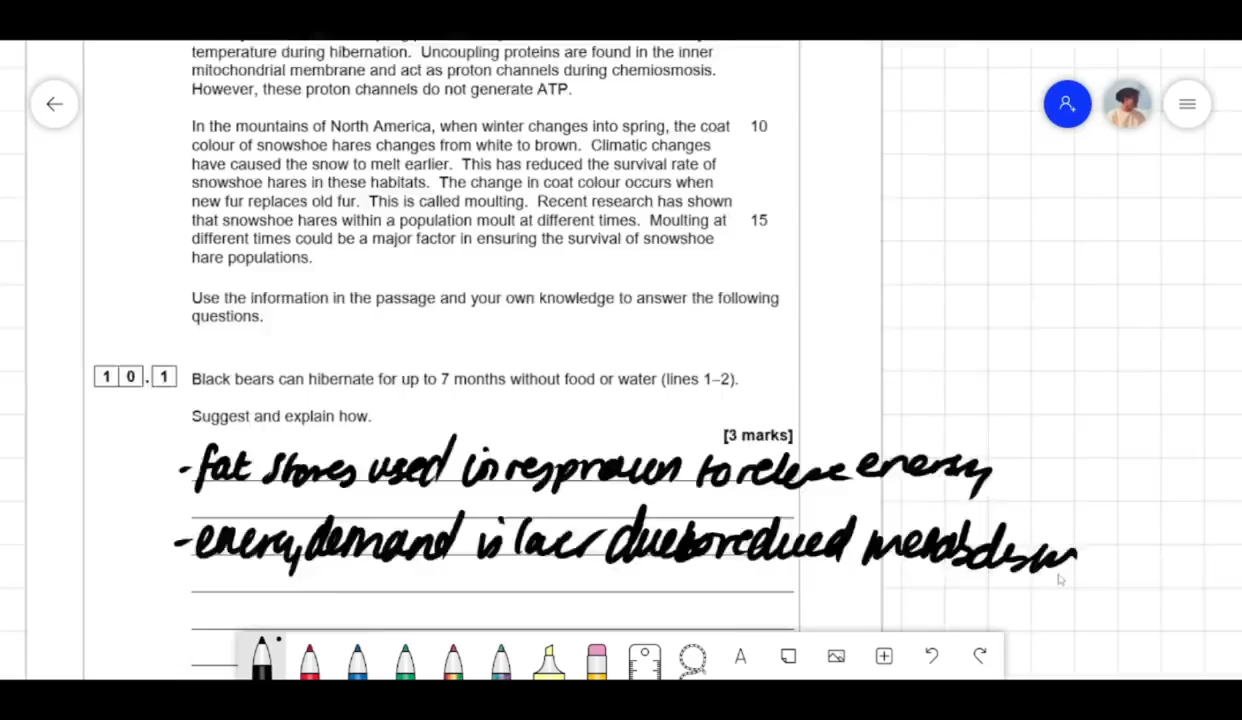 temperature during hibernation. Uncoupling proteins are found in the inner
mitochondrial membrane and act as proton channels during chemiosmosis.
However, these proton channels do not generate ATP.
In the mountains of North America, when winter changes into spring, the coat 10
colour of snowshoe hares changes from white to brown. Climatic changes
have caused the snow to melt earlier. This has reduced the survival rate of
snowshoe hares in these habitats. The change in coat colour occurs when
new fur replaces old fur. This is called moulting. Recent research has shown
that snowshoe hares within a population moult at different times. Moulting at 15
different times could be a major factor in ensuring the survival of snowshoe
hare populations.
Use the information in the passage and your own knowledge to answer the following
questions.
10.1 Black bears can hibernate for up to 7 months without food or water (lines 1–2).
Suggest and explain how.
[3 marks]
- fat stores used in to release energy
- energy demand is due to reduced metabolism
A